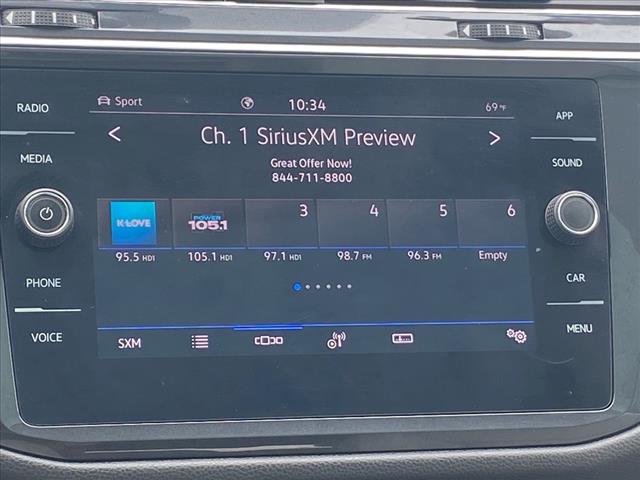 RADIO
MEDIA
PHONE
VOICE
Sport 10:34 69°F
< Ch. 1 SiriusXM Preview >
Great Offer Now!
844-711-8800
K-LOVE POWER 105.1 3 4 5 6
95.5 HD1 105.1 HD1 97.1 HD1 98.7 FM 96.3 FM Empty
SXM
APP
SOUND
CAR
MENU